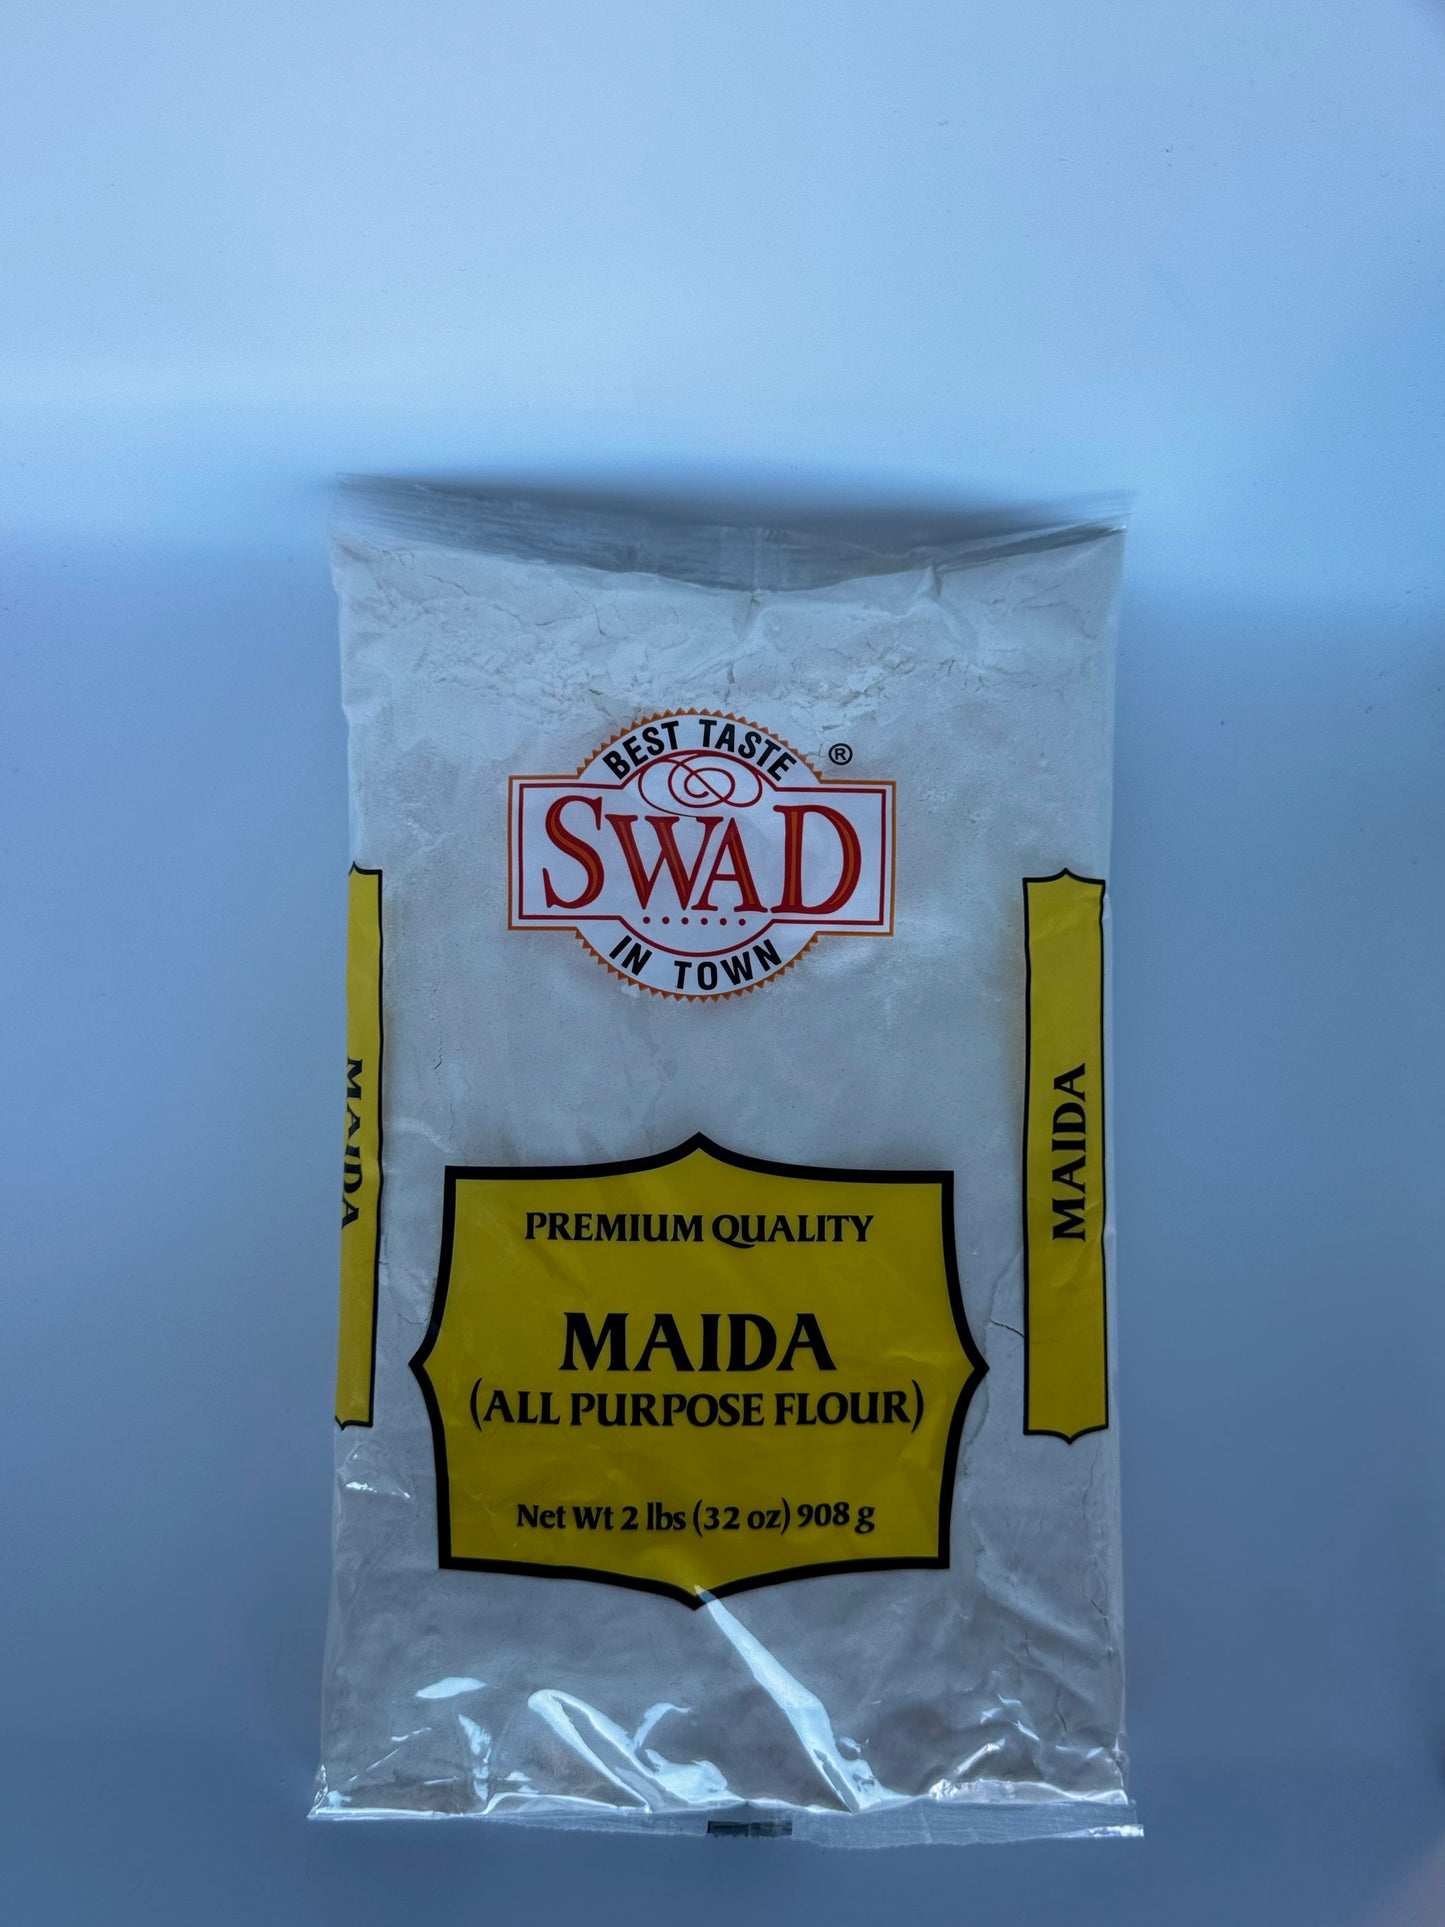 BEST TASTE
®
SWAD
IN TOWN
MAIDA
MAIDA
PREMIUM QUALITY
MAIDA
(ALL PURPOSE FLOUR)
Net Wt 2 lbs (32 oz) 908 g